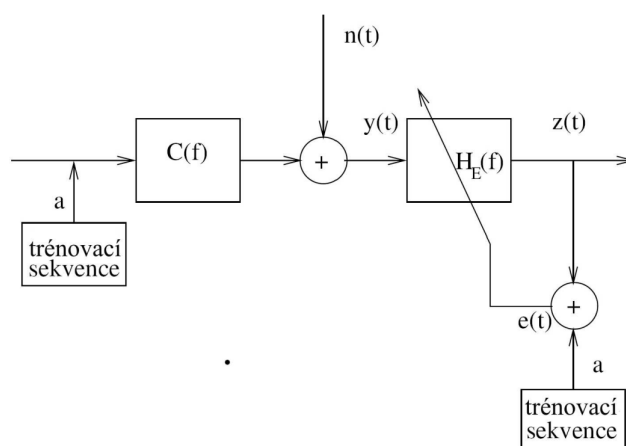 n(t)
y(t)
z(t)
C(f)
H_E(f)
+
a
trénovací
sekvence
e(t)
+
a
trénovací
sekvence